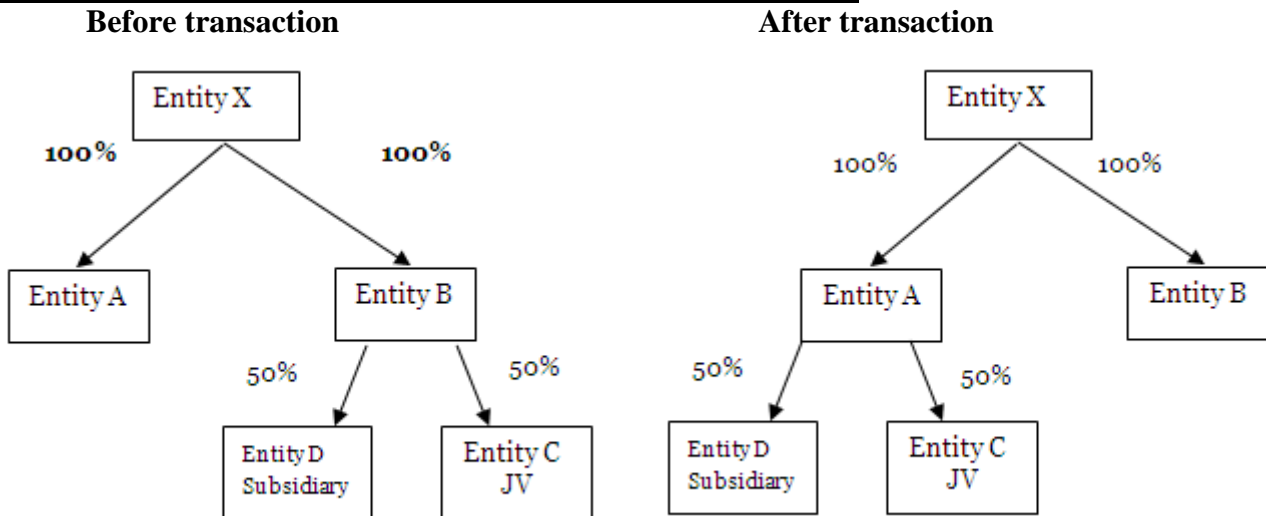 Before transaction
Entity X
100%
100%
Entity A
Entity B
50%
50%
Entity D
Subsidiary
Entity C
JV
After transaction
Entity X
100%
100%
Entity A
Entity B
50%
50%
Entity D
Subsidiary
Entity C
JV